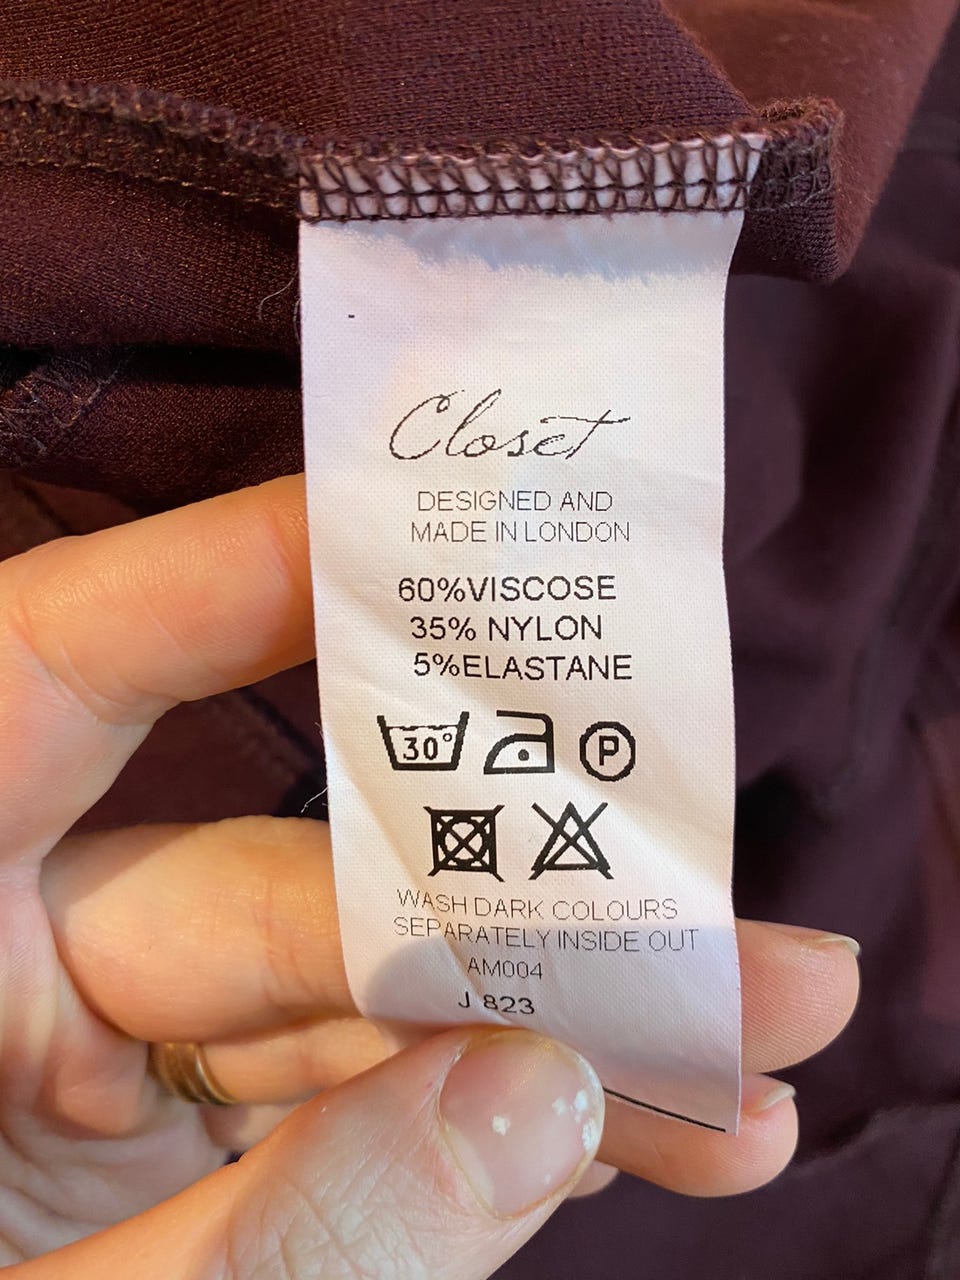 Closet
DESIGNED AND
MADE IN LONDON
60%VISCOSE
35% NYLON
5%ELASTANE
30°
P
WASH DARK COLOURS
SEPARATELY INSIDE OUT
AM004
J 823